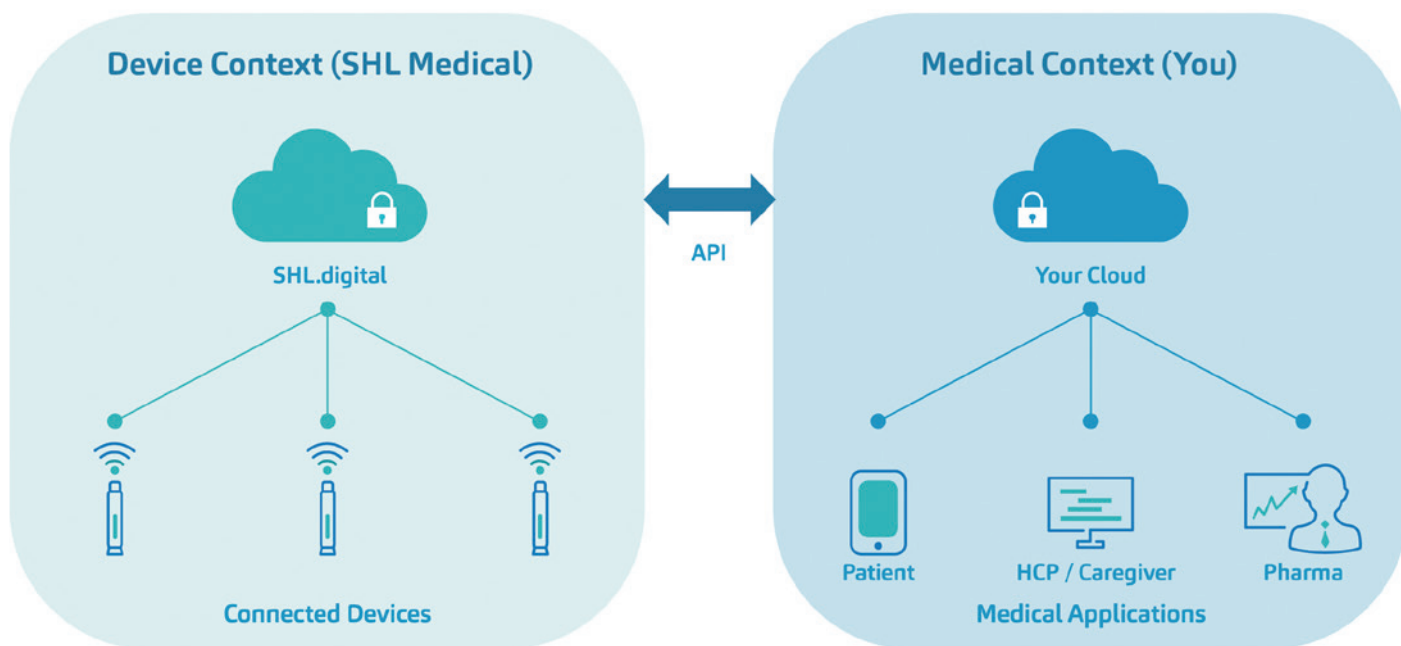 Device Context (SHL Medical)
SHL.digital
Connected Devices
API
Medical Context (You)
Your Cloud
Patient
HCP / Caregiver
Pharma
Medical Applications